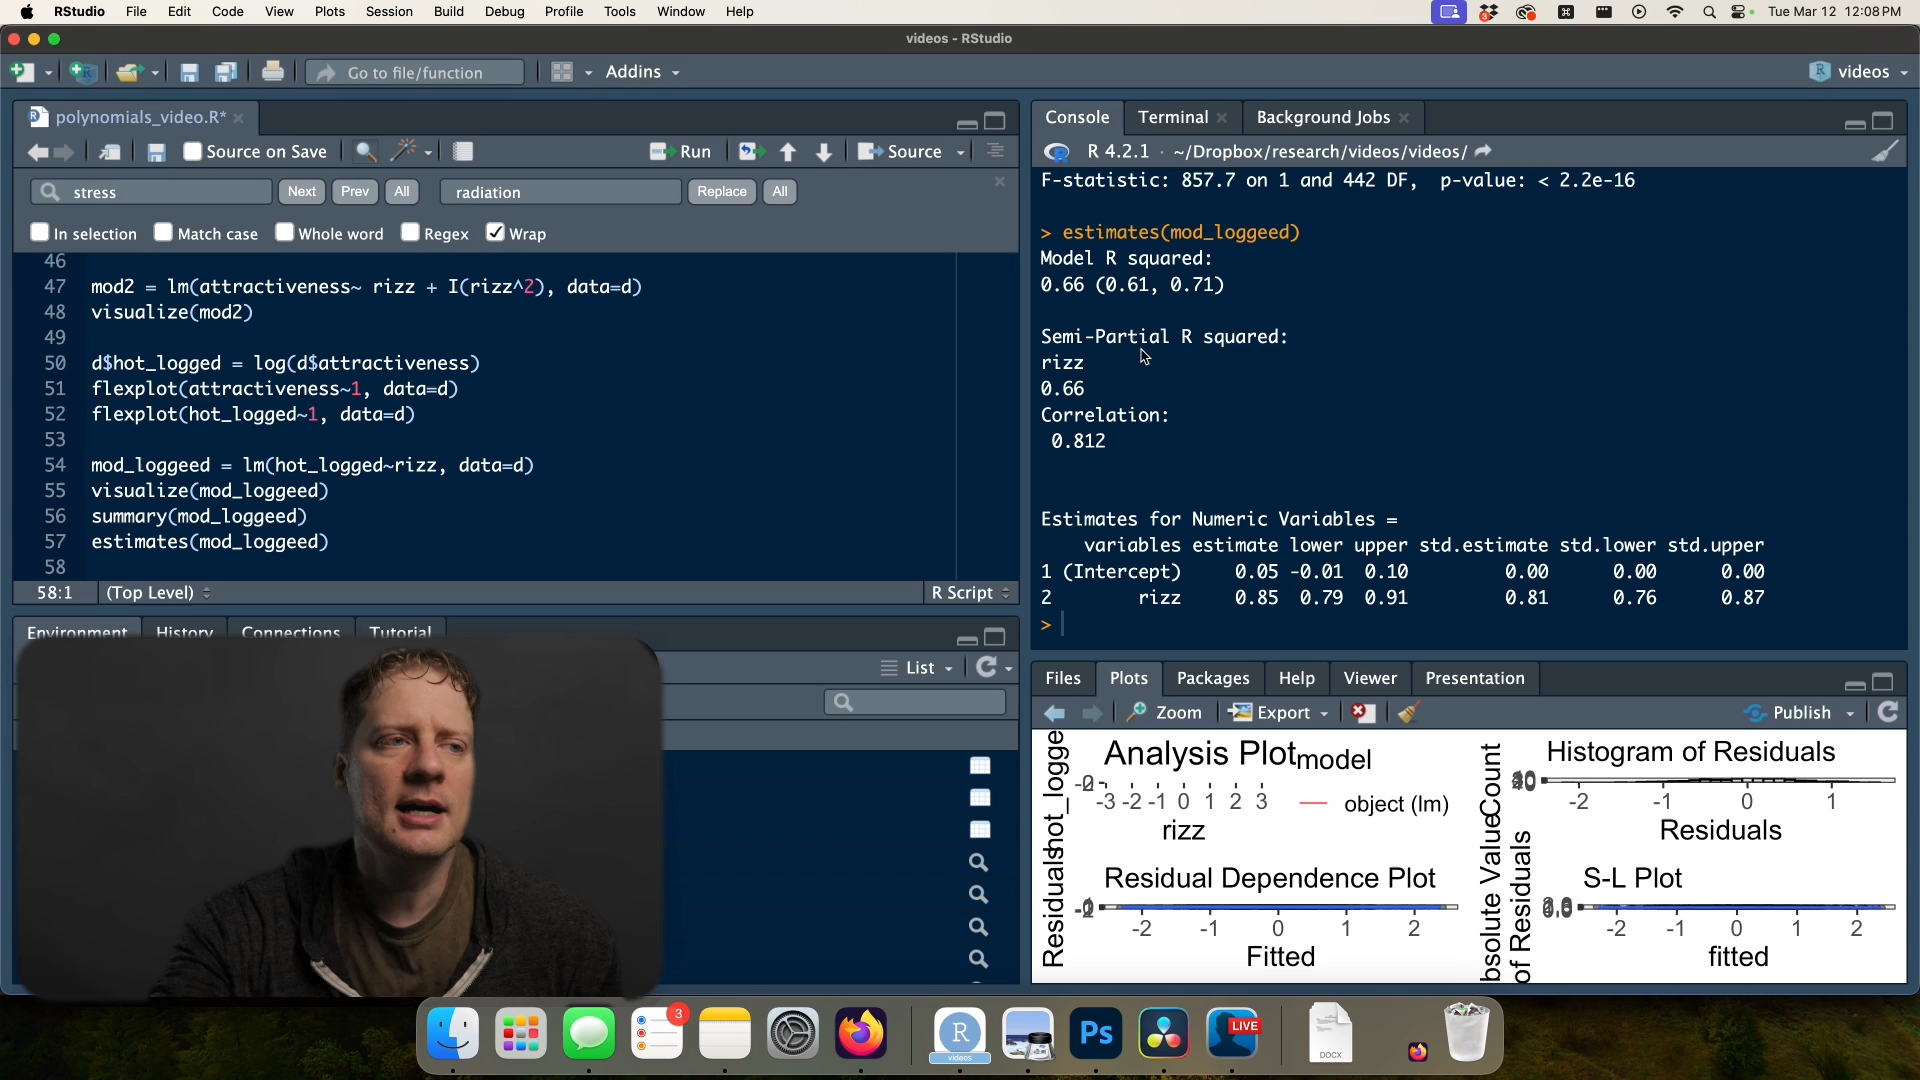 RStudio File Edit Code View Plots Session Build Debug Profile Tools Window Help
Tue Mar 12 12:08 PM
videos - RStudio
Go to file/function
Addins
videos
polynomials_video.R*
Source on Save
Run
Source
stress
Next
Prev
All
radiation
Replace
All
In selection
Match case
Whole word
Regex
Wrap
46
47 mod2 = lm(attractiveness~ rizz + I(rizz^2), data=d)
48 visualize(mod2)
49
50 d$hot_logged = log(d$attractiveness)
51 flexplot(attractiveness~1, data=d)
52 flexplot(hot_logged~1, data=d)
53
54 mod_loggeed = lm(hot_logged~rizz, data=d)
55 visualize(mod_loggeed)
56 summary(mod_loggeed)
57 estimates(mod_loggeed)
58
58:1 (Top Level) R Script
Environment History Connections Tutorial
List
Console Terminal Background Jobs
R 4.2.1 · ~/Dropbox/research/videos/videos/
F-statistic: 857.7 on 1 and 442 DF, p-value: < 2.2e-16
> estimates(mod_loggeed)
Model R squared:
0.66 (0.61, 0.71)
Semi-Partial R squared:
rizz
0.66
Correlation:
0.812
Estimates for Numeric Variables =
variables estimate lower upper std.estimate std.lower std.upper
1 (Intercept) 0.05 -0.01 0.10 0.00 0.00 0.00
2 rizz 0.85 0.79 0.91 0.81 0.76 0.87
>
Files Plots Packages Help Viewer Presentation
Zoom
Export
Publish
Analysis Plot
model
object (lm)
-3 -2 -1 0 1 2 3
rizz
Histogram of Residuals
Count
-2 -1 0 1
Residuals
Residual Dependence Plot
Residuals
-2 -1 0 1 2
Fitted
S-L Plot
of Residuals
-2 -1 0 1 2
fitted
3
R
videos
Ps
LIVE
DOCX